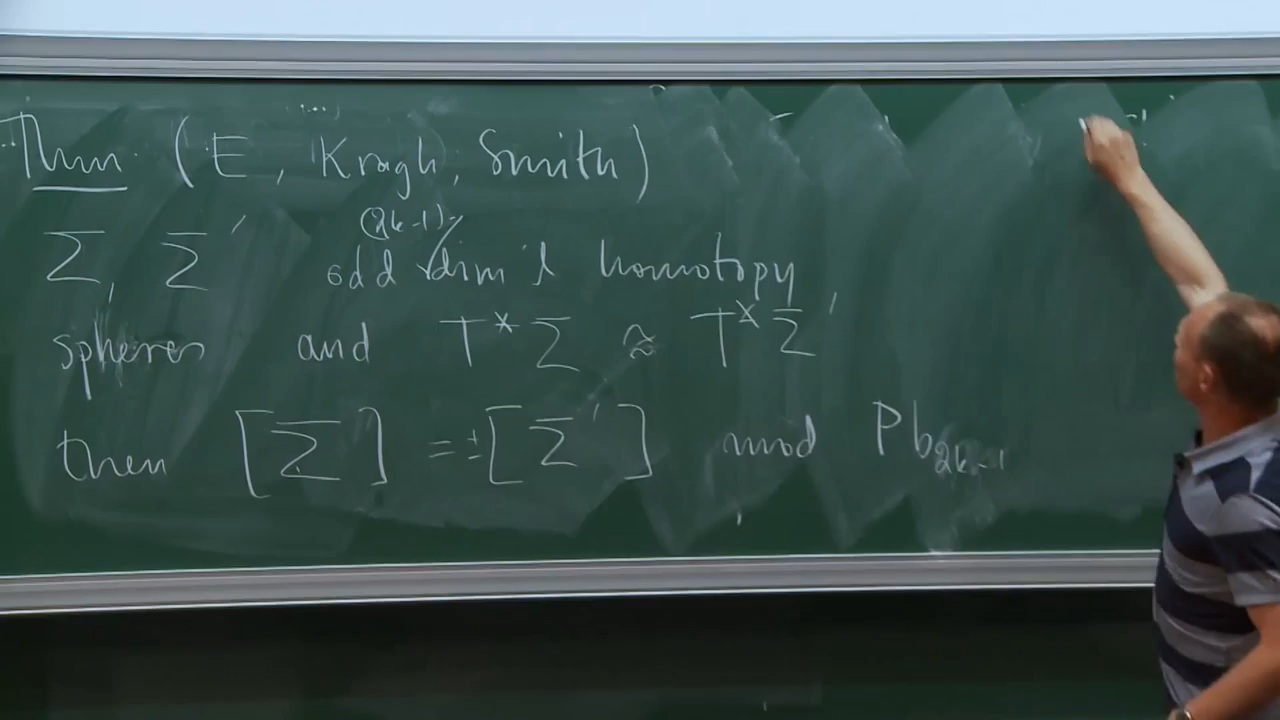 Thm (E, Kragh, Smith)
Σ, Σ' odd (2k-1)- dim'l homotopy
spheres and T*Σ ≈ T*Σ'
then [Σ] = ±[Σ'] mod Pb_{2k-1}